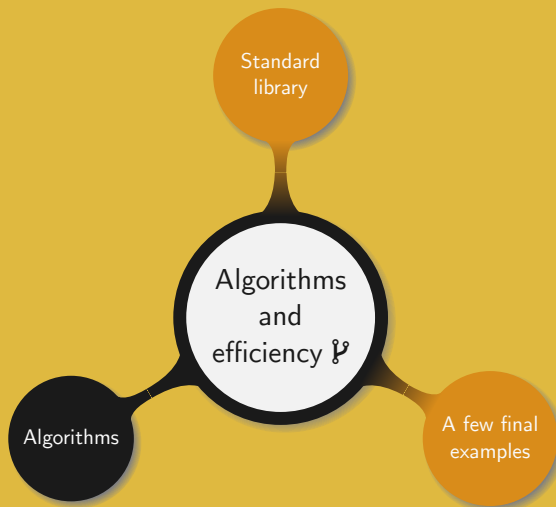 Standard
library
Algorithms
and
efficiency
Algorithms
A few final
examples